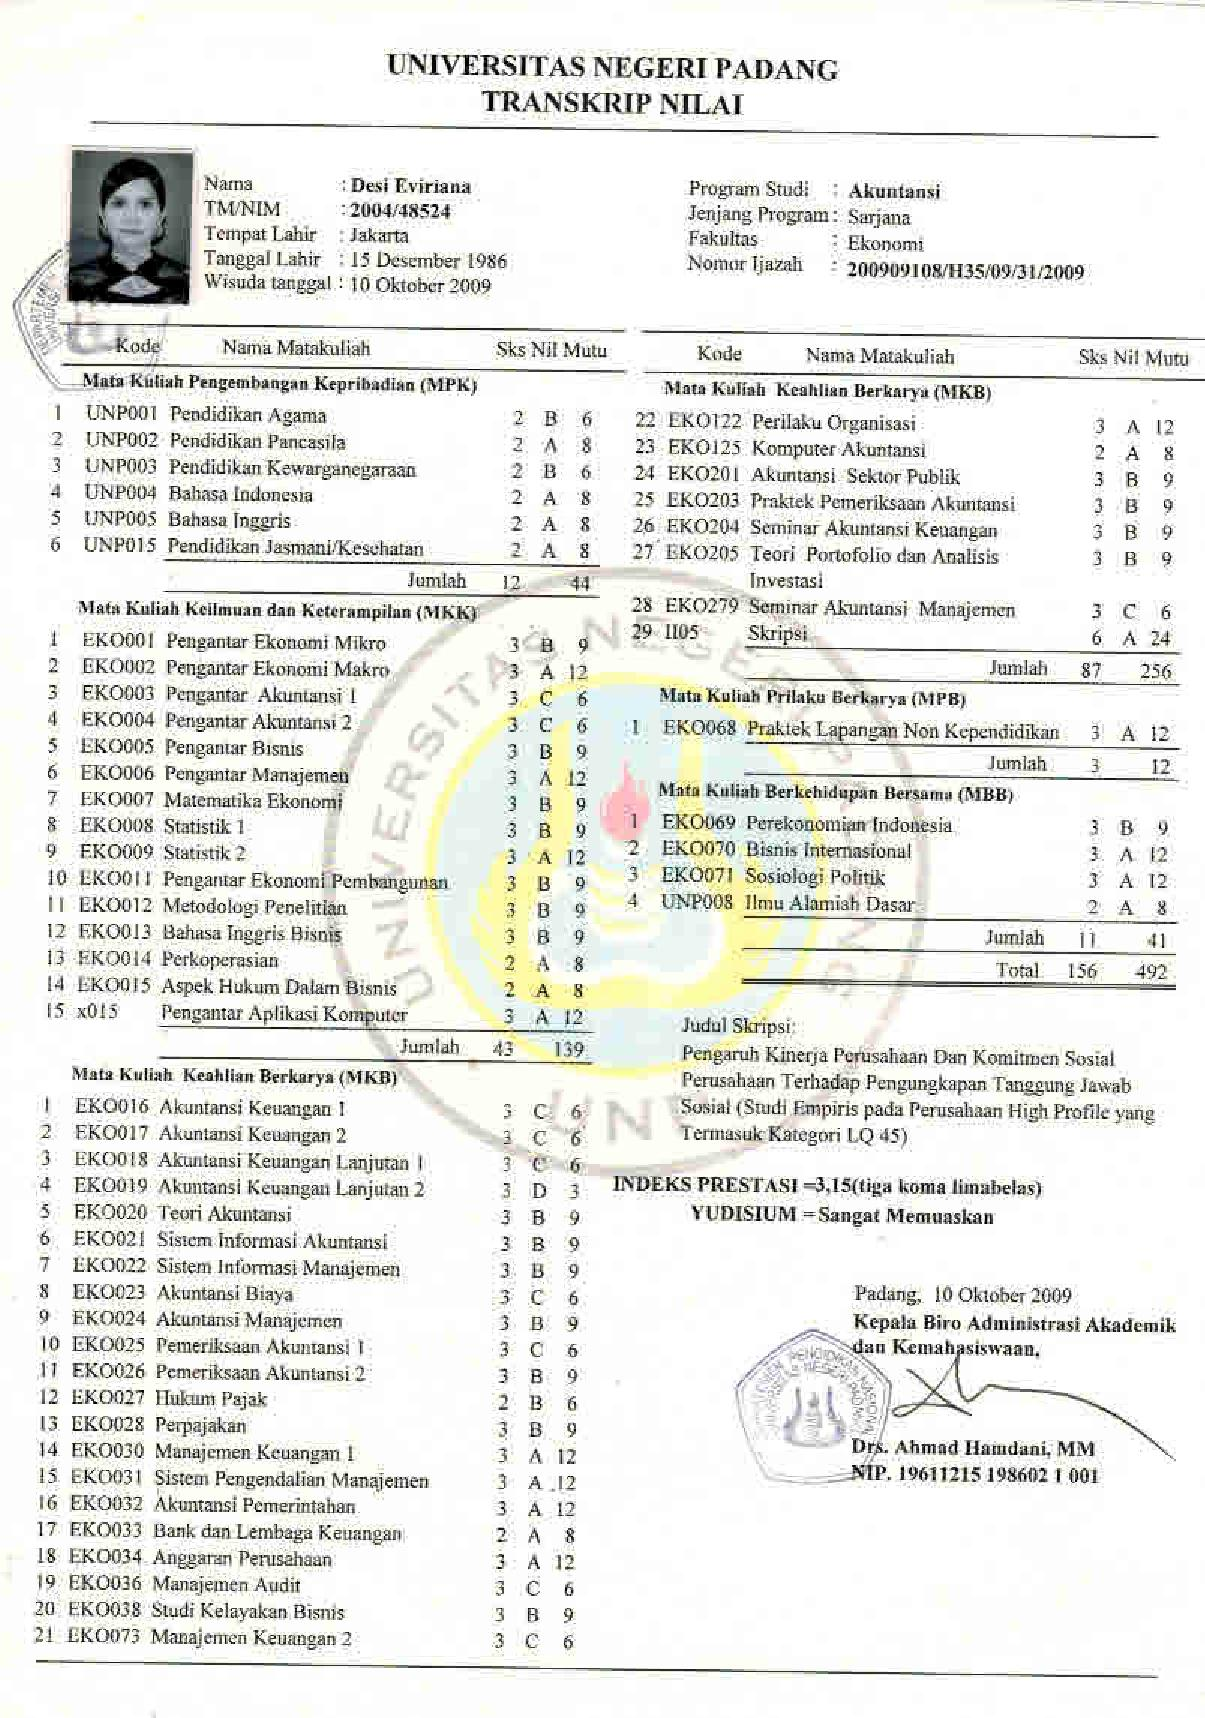 UNIVERSITAS NEGERI PADANG
TRANSKRIP NILAI
Nama : Desi Eviriana
TM/NIM : 2004/48524
Tempat Lahir : Jakarta
Tanggal Lahir : 15 Desember 1986
Wisuda tanggal : 10 Oktober 2009
Program Studi : Akuntansi
Jenjang Program : Sarjana
Fakultas : Ekonomi
Nomor Ijazah : 200909108/H35/09/31/2009
Kode Nama Matakuliah Sks Nil Mutu
Mata Kuliah Pengembangan Kepribadian (MPK)
1 UNP001 Pendidikan Agama 2 B 6
2 UNP002 Pendidikan Pancasila 2 A 8
3 UNP003 Pendidikan Kewarganegaraan 2 B 6
4 UNP004 Bahasa Indonesia 2 A 8
5 UNP005 Bahasa Inggris 2 A 8
6 UNP015 Pendidikan Jasmani/Kesehatan 2 A 8
Jumlah 12 44
Mata Kuliah Keilmuan dan Keterampilan (MKK)
1 EKO001 Pengantar Ekonomi Mikro 3 B 9
2 EKO002 Pengantar Ekonomi Makro 3 A 12
3 EKO003 Pengantar Akuntansi 1 3 C 6
4 EKO004 Pengantar Akuntansi 2 3 C 6
5 EKO005 Pengantar Bisnis 3 B 9
6 EKO006 Pengantar Manajemen 3 A 12
7 EKO007 Matematika Ekonomi 3 B 9
8 EKO008 Statistik 1 3 B 9
9 EKO009 Statistik 2 3 A 12
10 EKO011 Pengantar Ekonomi Pembangunan 3 B 9
11 EKO012 Metodologi Penelitian 3 B 9
12 EKO013 Bahasa Inggris Bisnis 3 B 9
13 EKO014 Perkoperasian 2 A 8
14 EKO015 Aspek Hukum Dalam Bisnis 2 A 8
15 x015 Pengantar Aplikasi Komputer 3 A 12
Jumlah 43 139
Mata Kuliah Keahlian Berkarya (MKB)
1 EKO016 Akuntansi Keuangan 1 3 C 6
2 EKO017 Akuntansi Keuangan 2 3 C 6
3 EKO018 Akuntansi Keuangan Lanjutan 1 3 C 6
4 EKO019 Akuntansi Keuangan Lanjutan 2 3 D 3
5 EKO020 Teori Akuntansi 3 B 9
6 EKO021 Sistem Informasi Akuntansi 3 B 9
7 EKO022 Sistem Informasi Manajemen 3 B 9
8 EKO023 Akuntansi Biaya 3 C 6
9 EKO024 Akuntansi Manajemen 3 B 9
10 EKO025 Pemeriksaan Akuntansi 1 3 C 6
11 EKO026 Pemeriksaan Akuntansi 2 3 B 9
12 EKO027 Hukum Pajak 2 B 6
13 EKO028 Perpajakan 3 B 9
14 EKO030 Manajemen Keuangan 1 3 A 12
15 EKO031 Sistem Pengendalian Manajemen 3 A 12
16 EKO032 Akuntansi Pemerintahan 3 A 12
17 EKO033 Bank dan Lembaga Keuangan 2 A 8
18 EKO034 Anggaran Perusahaan 3 A 12
19 EKO036 Manajemen Audit 3 C 6
20 EKO038 Studi Kelayakan Bisnis 3 B 9
21 EKO073 Manajemen Keuangan 2 3 C 6
Kode Nama Matakuliah Sks Nil Mutu
Mata Kuliah Keahlian Berkarya (MKB)
22 EKO122 Perilaku Organisasi 3 A 12
23 EKO125 Komputer Akuntansi 2 A 8
24 EKO201 Akuntansi Sektor Publik 3 B 9
25 EKO203 Praktek Pemeriksaan Akuntansi 3 B 9
26 EKO204 Seminar Akuntansi Keuangan 3 B 9
27 EKO205 Teori Portofolio dan Analisis 3 B 9
Investasi
28 EKO279 Seminar Akuntansi Manajemen 3 C 6
29 II05 Skripsi 6 A 24
Jumlah 87 256
Mata Kuliah Prilaku Berkarya (MPB)
1 EKO068 Praktek Lapangan Non Kependidikan 3 A 12
Jumlah 3 12
Mata Kuliah Berkehidupan Bersama (MBB)
1 EKO069 Perekonomian Indonesia 3 B 9
2 EKO070 Bisnis Internasional 3 A 12
3 EKO071 Sosiologi Politik 3 A 12
4 UNP008 Ilmu Alamiah Dasar 2 A 8
Jumlah 11 41
Total 156 492
Judul Skripsi:
Pengaruh Kinerja Perusahaan Dan Komitmen Sosial
Perusahaan Terhadap Pengungkapan Tanggung Jawab
Sosial (Studi Empiris pada Perusahaan High Profile yang
Termasuk Kategori LQ 45)
INDEKS PRESTASI =3,15(tiga koma limabelas)
YUDISIUM = Sangat Memuaskan
Padang, 10 Oktober 2009
Kepala Biro Administrasi Akademik
dan Kemahasiswaan,
Drs. Ahmad Hamdani, MM
NIP. 19611215 198602 1 001
UNIVERSITAS NEGERI PADANG
UNP